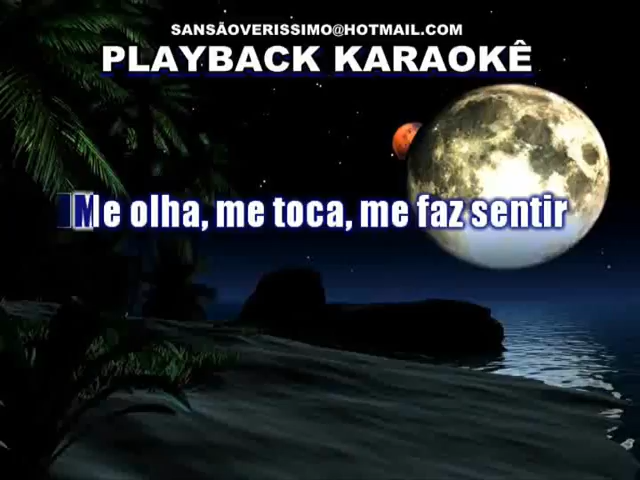 SANSÃOVERISSIMO@HOTMAIL.COM
PLAYBACK KARAOKÊ
Me olha, me toca, me faz sentir